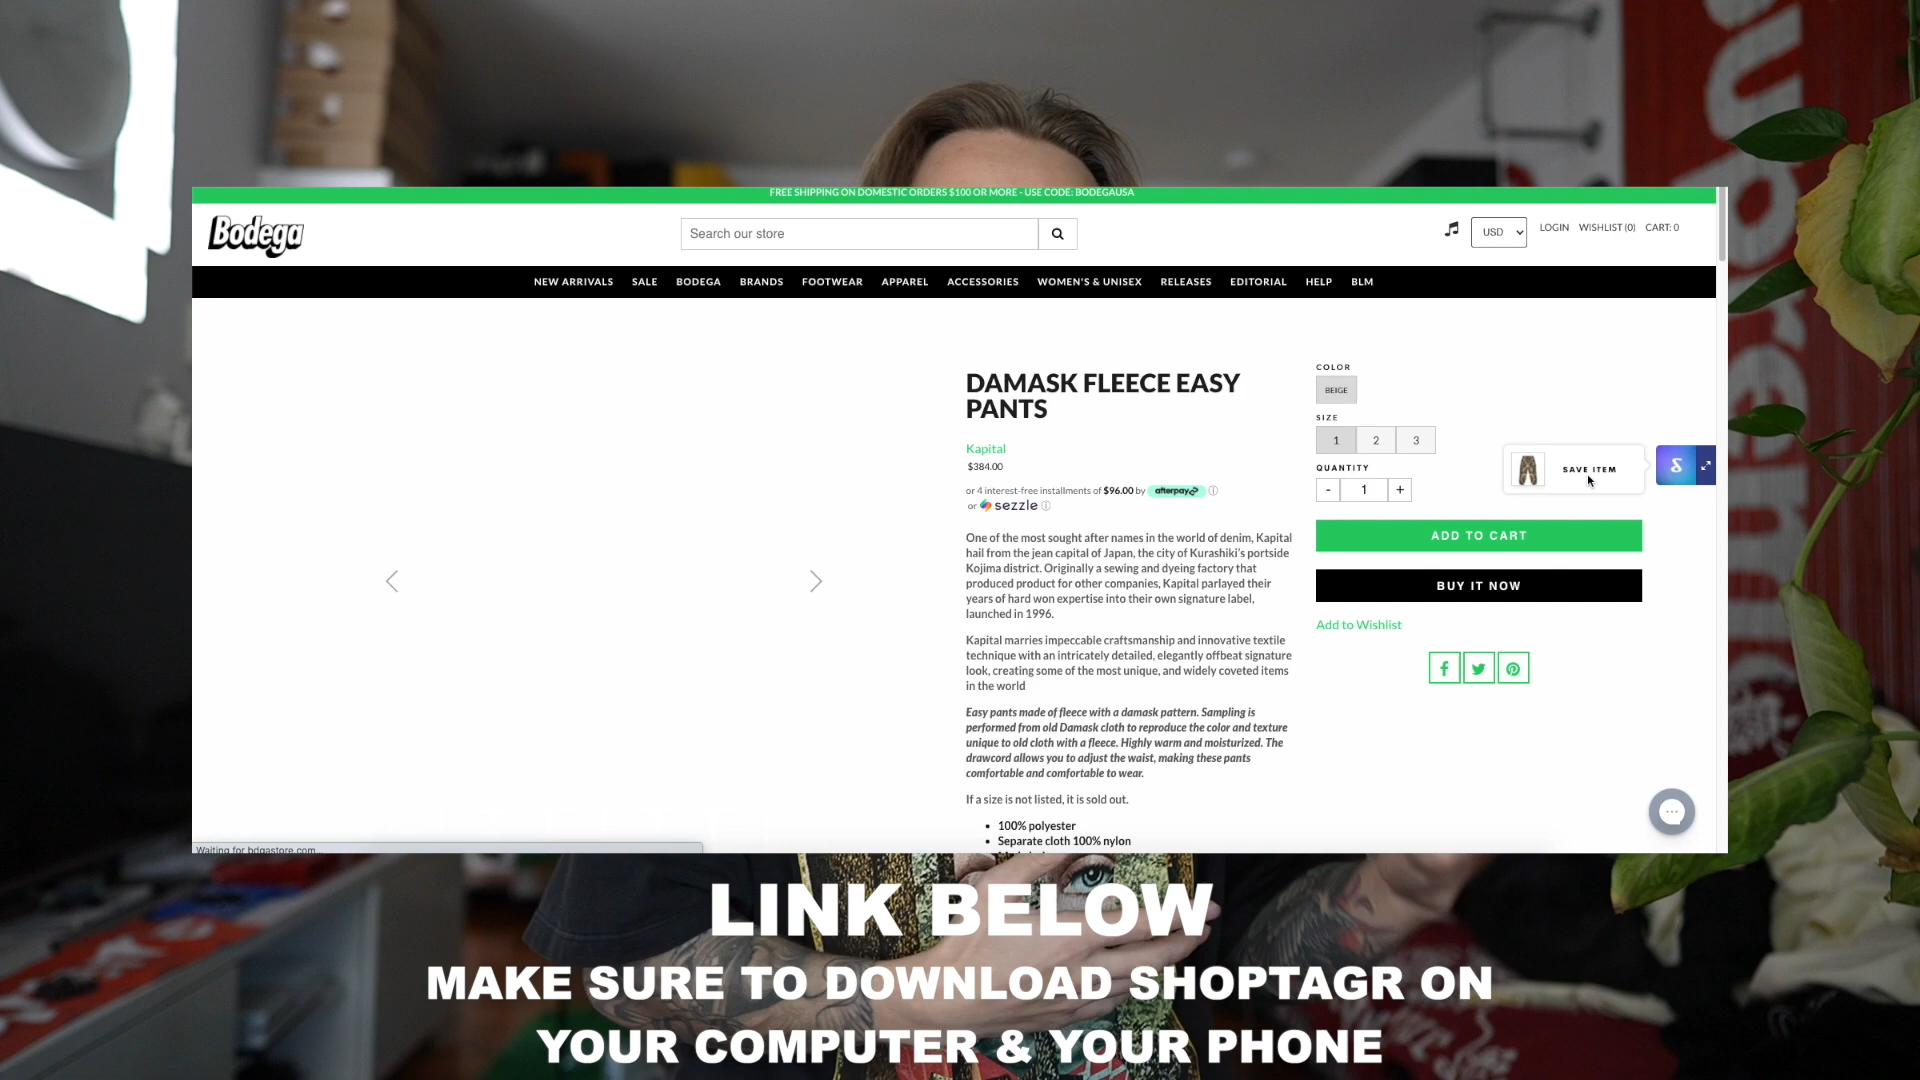 FREE SHIPPING ON DOMESTIC ORDERS $100 OR MORE - USE CODE: BODEGAUSA
Bodega
Search our store
USD
LOGIN
WISHLIST (0)
CART: 0
NEW ARRIVALS
SALE
BODEGA
BRANDS
FOOTWEAR
APPAREL
ACCESSORIES
WOMEN'S & UNISEX
RELEASES
EDITORIAL
HELP
BLM
DAMASK FLEECE EASY
PANTS
Kapital
$384.00
or 4 interest-free installments of $96.00 by afterpay
or sezzle
One of the most sought after names in the world of denim, Kapital
hail from the jean capital of Japan, the city of Kurashiki's portside
Kojima district. Originally a sewing and dyeing factory that
produced product for other companies, Kapital parlayed their
years of hard won expertise into their own signature label,
launched in 1996.
Kapital marries impeccable craftsmanship and innovative textile
technique with an intricately detailed, elegantly offbeat signature
look, creating some of the most unique, and widely coveted items
in the world
Easy pants made of fleece with a damask pattern. Sampling is
performed from old Damask cloth to reproduce the color and texture
unique to old cloth with a fleece. Highly warm and moisturized. The
drawcord allows you to adjust the waist, making these pants
comfortable and comfortable to wear.
If a size is not listed, it is sold out.
• 100% polyester
• Separate cloth 100% nylon
COLOR
BEIGE
SIZE
1 2 3
QUANTITY
- 1 +
SAVE ITEM
ADD TO CART
BUY IT NOW
Add to Wishlist
Waiting for bdgastore.com...
LINK BELOW
MAKE SURE TO DOWNLOAD SHOPTAGR ON
YOUR COMPUTER & YOUR PHONE